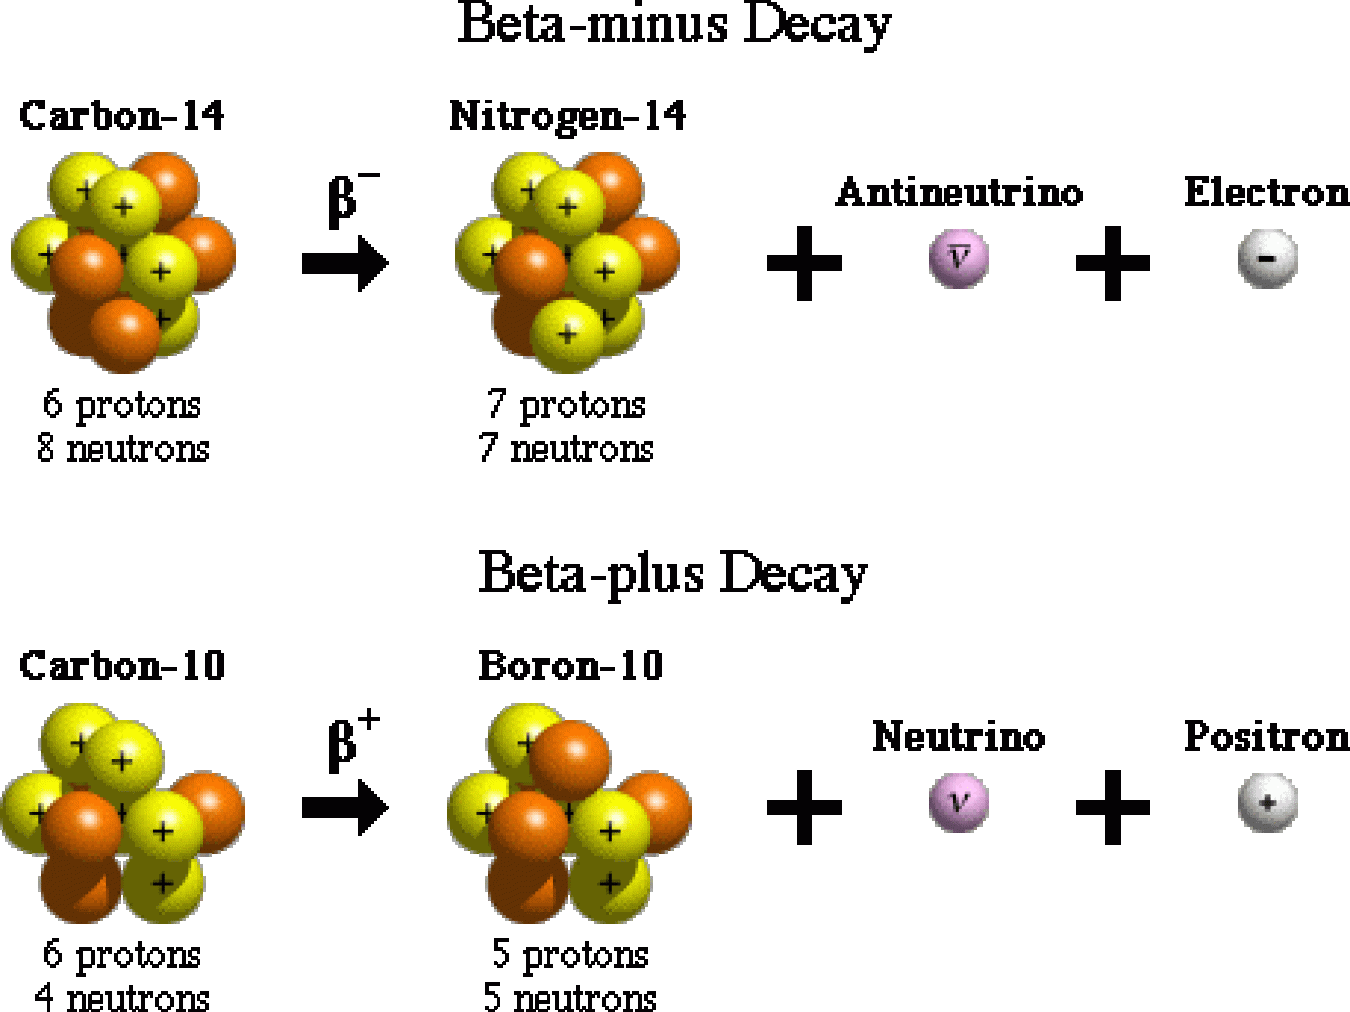 Beta-minus Decay
Carbon-14
Nitrogen-14
β⁻
Antineutrino
Electron
+ + + + + +
+ + + + + + +
+
ν̅
+
-
6 protons
8 neutrons
7 protons
7 neutrons
Beta-plus Decay
Carbon-10
Boron-10
β⁺
Neutrino
Positron
+ + + + + +
+ + + + +
+
ν
+
+
6 protons
4 neutrons
5 protons
5 neutrons